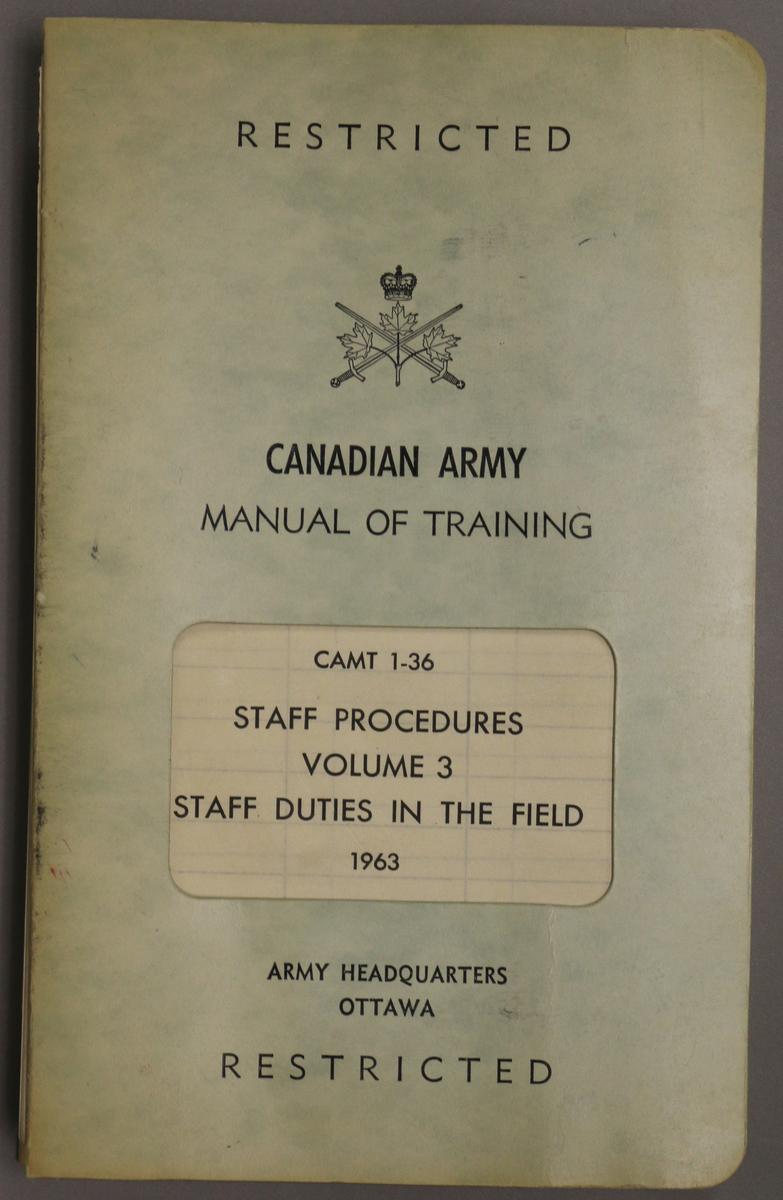 RESTRICTED
CANADIAN ARMY
MANUAL OF TRAINING
CAMT 1-36
STAFF PROCEDURES
VOLUME 3
STAFF DUTIES IN THE FIELD
1963
ARMY HEADQUARTERS
OTTAWA
RESTRICTED